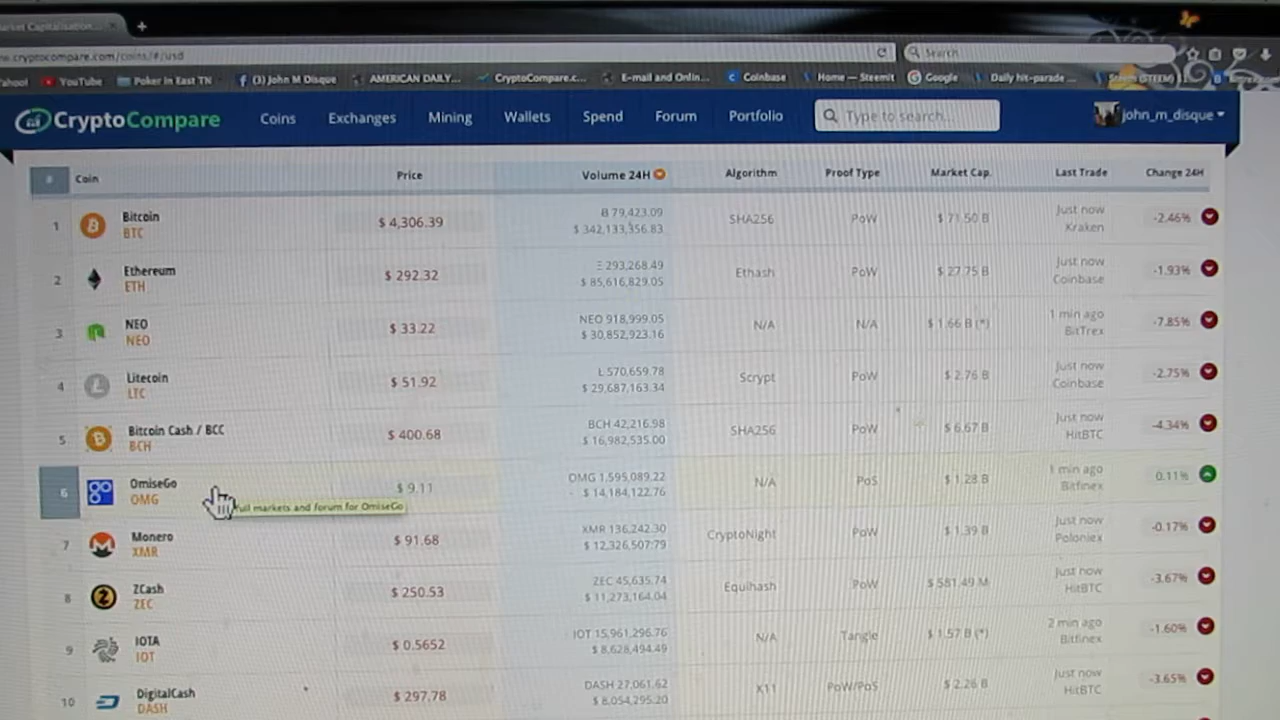 w.cryptocompare.com/coins/#/usd
Search
Yahoo! YouTube Poker in East TN (3) John M Disque AMERICAN DAILY... CryptoCompare.c... E-mail and Onlin... Coinbase Home — Steemit Google Daily hit-parade ... Steem (STEEM)
CryptoCompare Coins Exchanges Mining Wallets Spend Forum Portfolio Type to search... john_m_disque
# Coin Price Volume 24H Algorithm Proof Type Market Cap. Last Trade Change 24H
1 Bitcoin BTC $ 4,306.39 Ƀ 79,423.09 $ 342,133,356.83 SHA256 PoW $ 71.50 B Just now Kraken -2.46%
2 Ethereum ETH $ 292.32 Ξ 293,268.49 $ 85,616,829.05 Ethash PoW $ 27.75 B Just now Coinbase -1.93%
3 NEO NEO $ 33.22 NEO 918,999.05 $ 30,852,923.16 N/A N/A $ 1.66 B (*) 1 min ago BitTrex -7.85%
4 Litecoin LTC $ 51.92 Ł 570,659.78 $ 29,687,163.34 Scrypt PoW $ 2.76 B Just now Coinbase -2.75%
5 Bitcoin Cash / BCC BCH $ 400.68 BCH 42,216.98 $ 16,982,535.00 SHA256 PoW $ 6.67 B Just now HitBTC -4.34%
6 OmiseGo OMG $ 9.11 OMG 1,595,089.22 $ 14,184,122.76 N/A PoS $ 1.28 B 1 min ago Bitfinex 0.11%
full markets and forum for OmiseGo
7 Monero XMR $ 91.68 XMR 136,242.30 $ 12,326,507.79 CryptoNight PoW $ 1.39 B Just now Poloniex -0.17%
8 ZCash ZEC $ 250.53 ZEC 45,635.74 $ 11,273,164.04 Equihash PoW $ 581.49 M Just now HitBTC -3.67%
9 IOTA IOT $ 0.5652 IOT 15,961,296.76 $ 8,628,494.49 N/A Tangle $ 1.57 B (*) 2 min ago Bitfinex -1.60%
10 DigitalCash DASH $ 297.78 DASH 27,061.62 $ 8,054,295.20 X11 PoW/PoS $ 2.26 B Just now HitBTC -3.65%